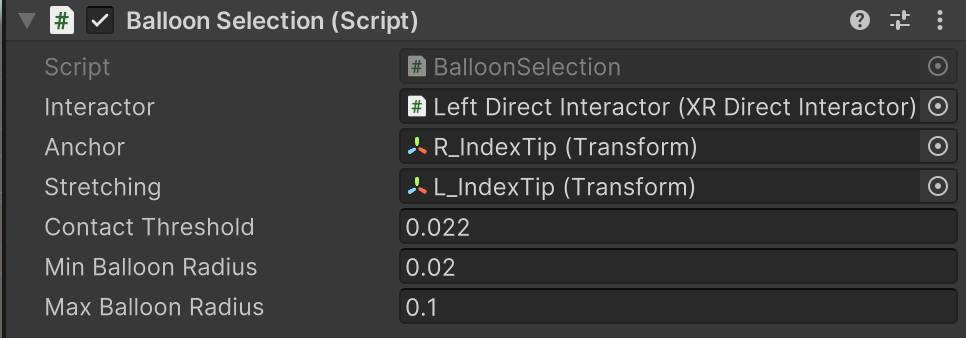 # Balloon Selection (Script) ?
Script # BalloonSelection
Interactor # Left Direct Interactor (XR Direct Interactor)
Anchor R_IndexTip (Transform)
Stretching L_IndexTip (Transform)
Contact Threshold 0.022
Min Balloon Radius 0.02
Max Balloon Radius 0.1